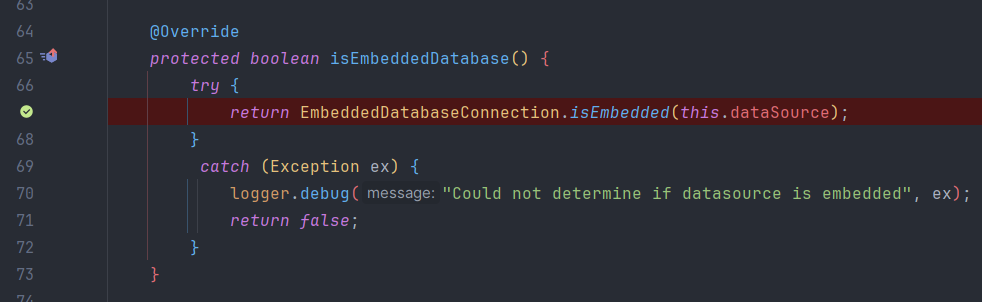 63
64 @Override
65 protected boolean isEmbeddedDatabase() {
66 try {
return EmbeddedDatabaseConnection.isEmbedded(this.dataSource);
68 }
69 catch (Exception ex) {
70 logger.debug( message: "Could not determine if datasource is embedded", ex);
71 return false;
72 }
73 }
74